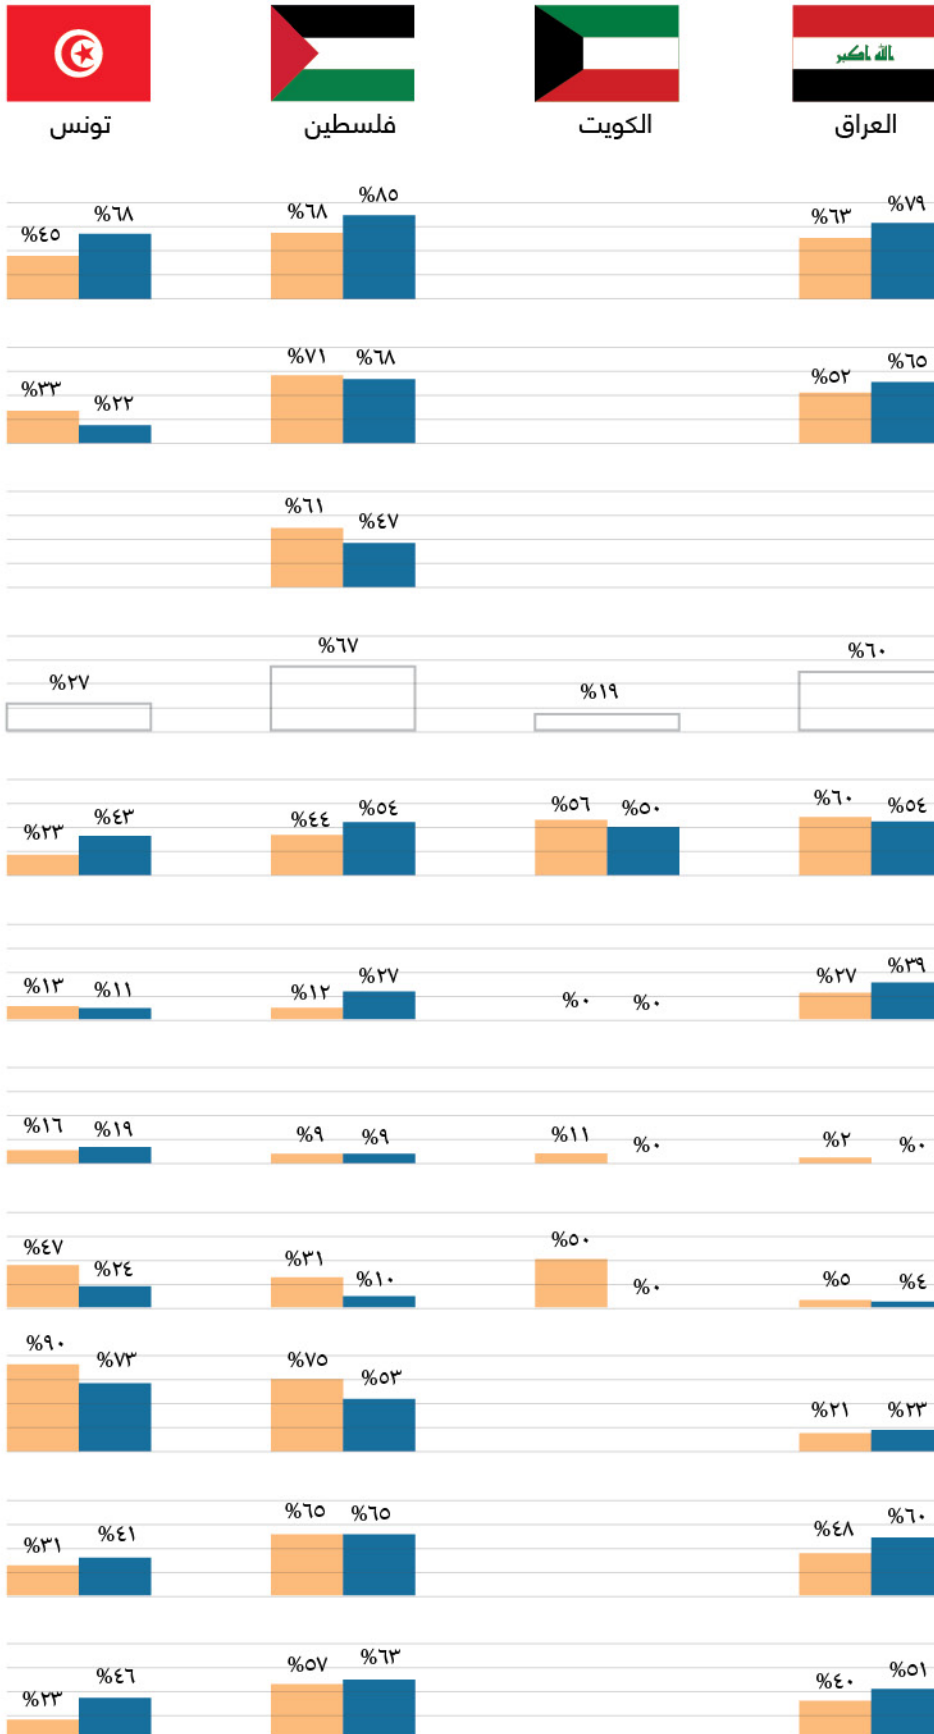 الله اكبر
العراق الكويت فلسطين تونس
%٧٩ %٦٣ %٨٥ %٦٨ %٦٨ %٤٥
%٦٥ %٥٢ %٦٨ %٧١ %٢٢ %٣٣
%٤٧ %٦١
%٦٠ %١٩ %٦٧ %٢٧
%٥٤ %٦٠ %٥٠ %٥٦ %٥٤ %٤٤ %٤٣ %٢٣
%٣٩ %٢٧ %٠ %٠ %٢٧ %١٢ %١١ %١٣
%٠ %٢ %٠ %١١ %٩ %٩ %١٩ %١٦
%٤ %٥ %٠ %٥٠ %١٠ %٣١ %٢٤ %٤٧
%٢٣ %٢١ %٥٣ %٧٥ %٧٣ %٩٠
%٦٠ %٤٨ %٦٥ %٦٥ %٤١ %٣١
%٥١ %٤٠ %٦٣ %٥٧ %٤٦ %٢٣